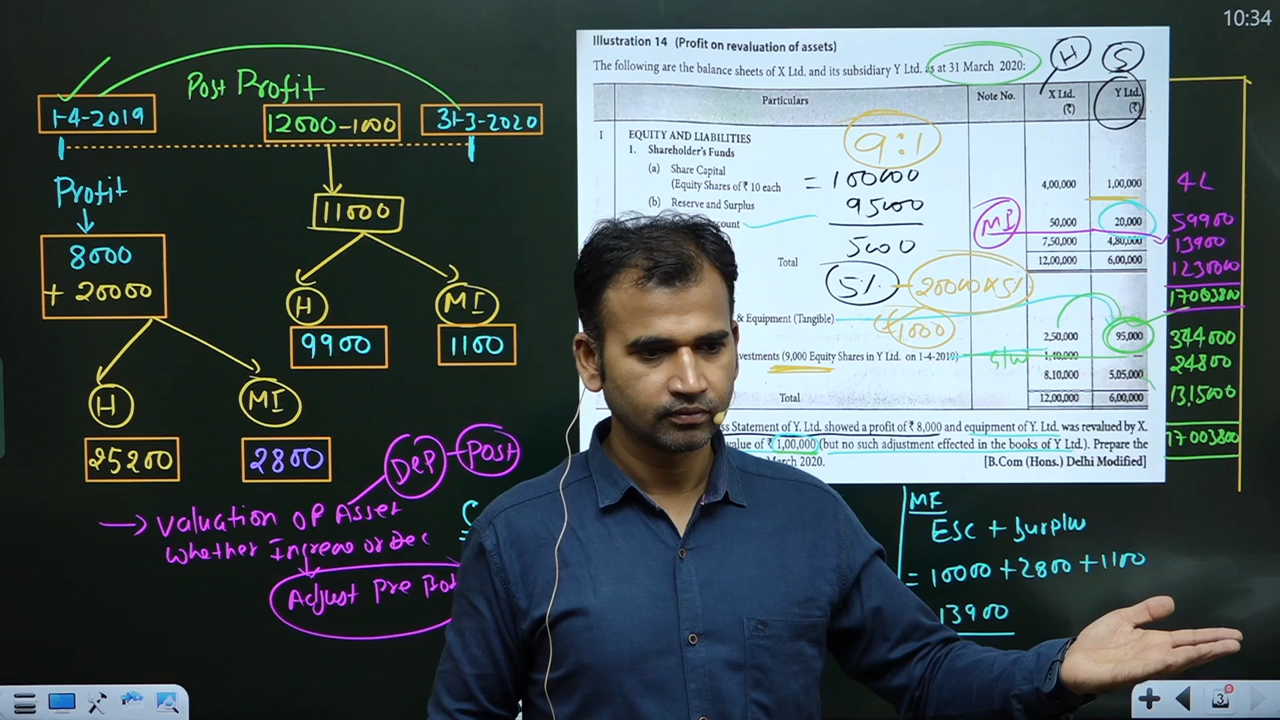 10:34
Post Profit
1-4-2019
12000-1000
31-3-2020
Profit
8000
+ 20000
H
MI
25200
2800
11000
H
MI
9900
1100
Dep - Post
→ Valuation of Asset
Whether Increase or Dec
Adjust Pre
Illustration 14 (Profit on revaluation of assets)
The following are the balance sheets of X Ltd. and its subsidiary Y Ltd. as at 31 March 2020:
H
S
Particulars Note No. X Ltd. (₹) Y Ltd. (₹)
I EQUITY AND LIABILITIES
1. Shareholder's Funds
(a) Share Capital
(Equity Shares of ₹ 10 each 4,00,000 1,00,000
(b) Reserve and Surplus
count 50,000 20,000
7,50,000 4,80,000
Total 12,00,000 6,00,000
& Equipment (Tangible) 2,50,000 95,000
vestments (9,000 Equity Shares in Y Ltd. on 1-4-2019) 1,40,000 —
8,10,000 5,05,000
Total 12,00,000 6,00,000
ss Statement of Y. Ltd. showed a profit of ₹ 8,000 and equipment of Y. Ltd. was revalued by X.
value of ₹ 1,00,000 (but no such adjustment effected in the books of Y Ltd.). Prepare the
arch 2020. [B.Com (Hons.) Delhi Modified]
9:1
= 100000
95000
5000
5% - 20000 x 5%
1000
MI
4L
59900
13900
1230000
1703800
344000
24800
1315000
1703800
MI
ESC + Surplus
= 10000 + 2800 + 1100
13900
3